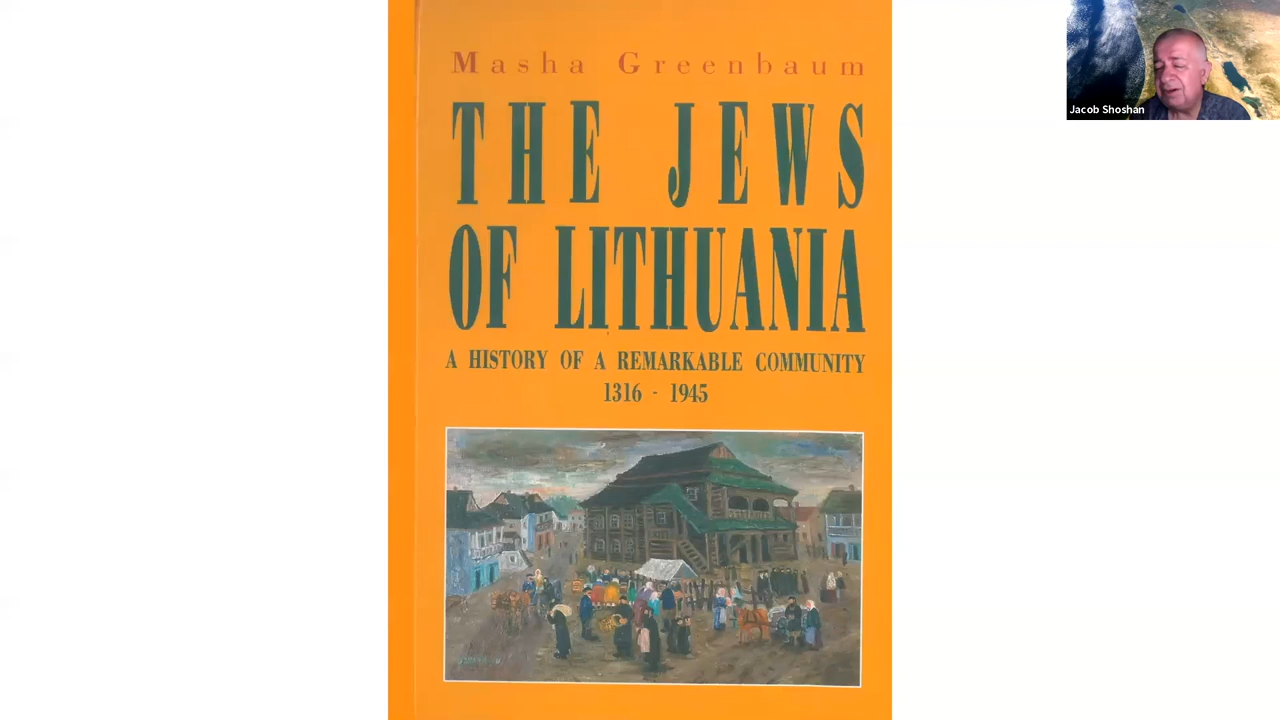 Masha Greenbaum
THE JEWS
OF LITHUANIA
A HISTORY OF A REMARKABLE COMMUNITY
1316 - 1945
Jacob Shoshan